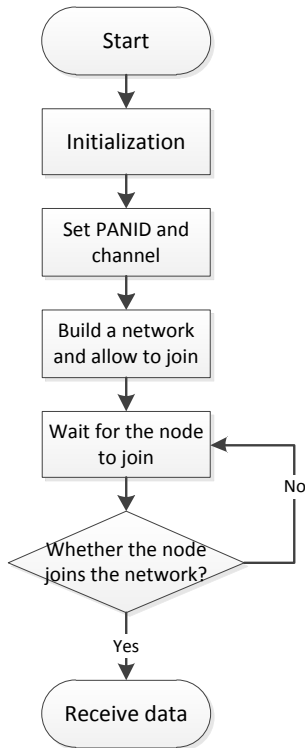 Start
Initialization
Set PANID and
channel
Build a network
and allow to join
Wait for the node
to join
No
Whether the node
joins the network?
Yes
Receive data